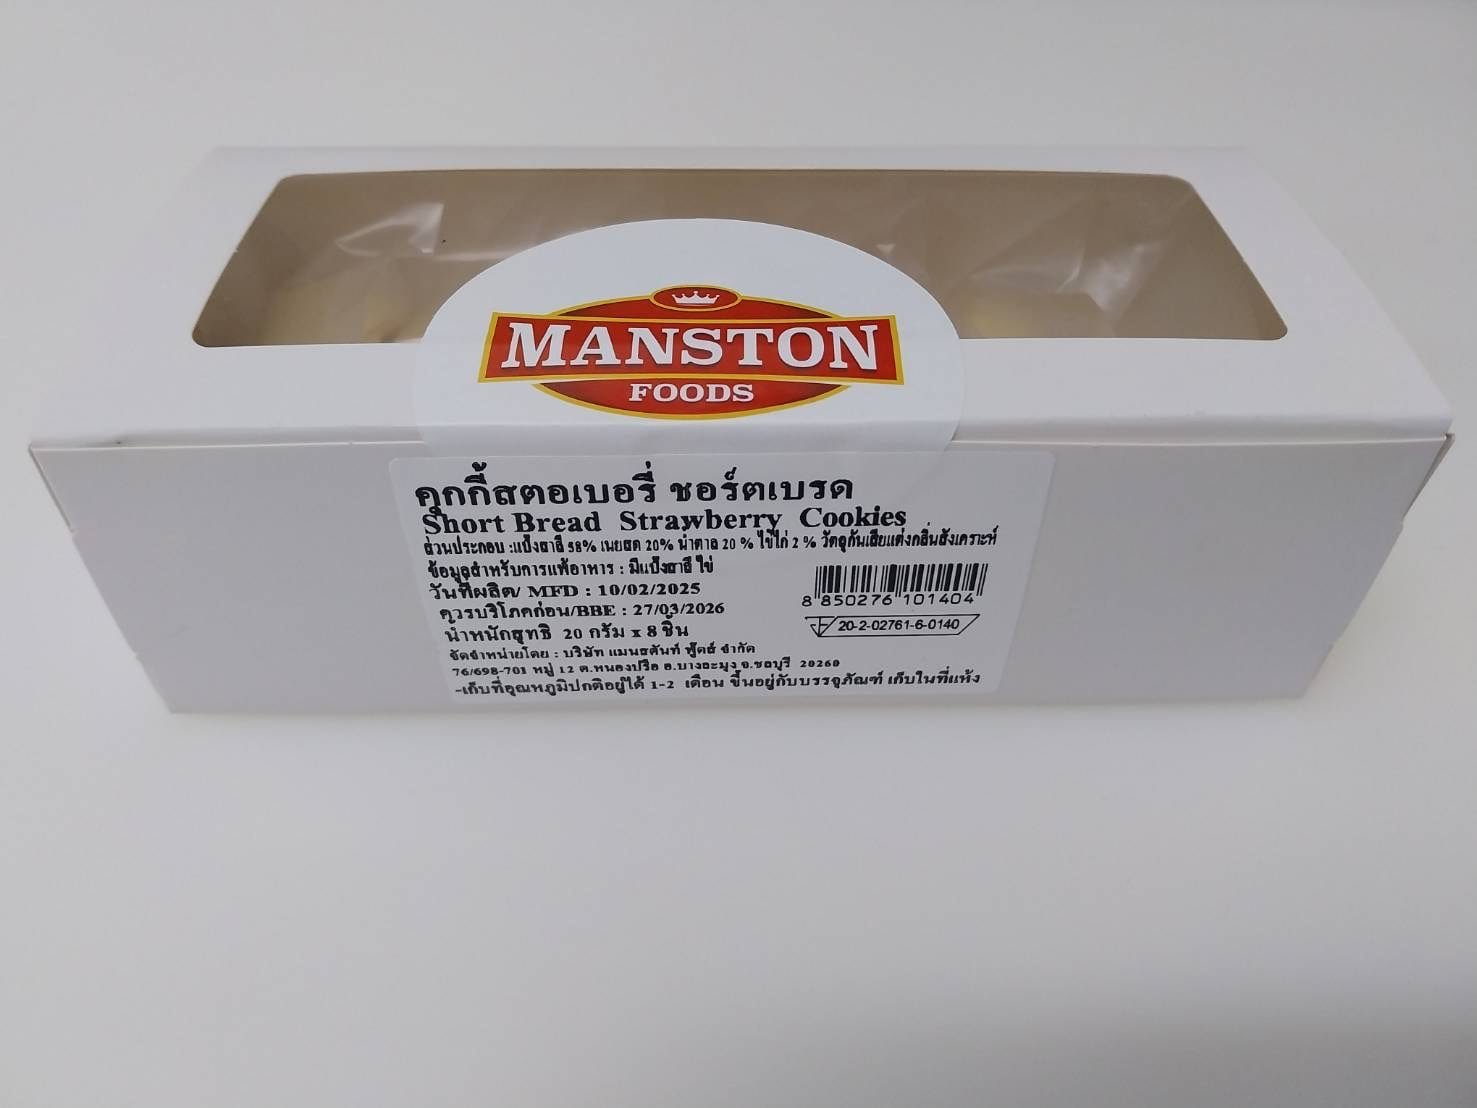 MANSTON
FOODS
คุกกี้สตอเบอรี่ ชอร์ตเบรด
Short Bread Strawberry Cookies
ส่วนประกอบ :แป้งสาลี 58% เนยสด 20% น้ำตาล 20 % ไข่ไก่ 2 % วัตถุกันเสียแต่งกลิ่นสังเคราะห์
ข้อมูลสำหรับการแพ้อาหาร : มีแป้งสาลี ไข่
วันที่ผลิต/ MFD : 10/02/2025
ควรบริโภคก่อน/BBE : 27/03/2026
น้ำหนักสุทธิ 20 กรัม x 8 ชิ้น
8 850276 101404
20-2-02761-6-0140
จัดจำหน่ายโดย : บริษัท แมนสตันท์ ฟู๊ดส์ จำกัด
76/698-701 หมู่ 12 ต.หนองปรือ อ.บางละมุง จ.ชลบุรี 20260
-เก็บที่อุณหภูมิปกติอยู่ได้ 1-2 เดือน ขึ้นอยู่กับบรรจุภัณฑ์ เก็บในที่แห้ง